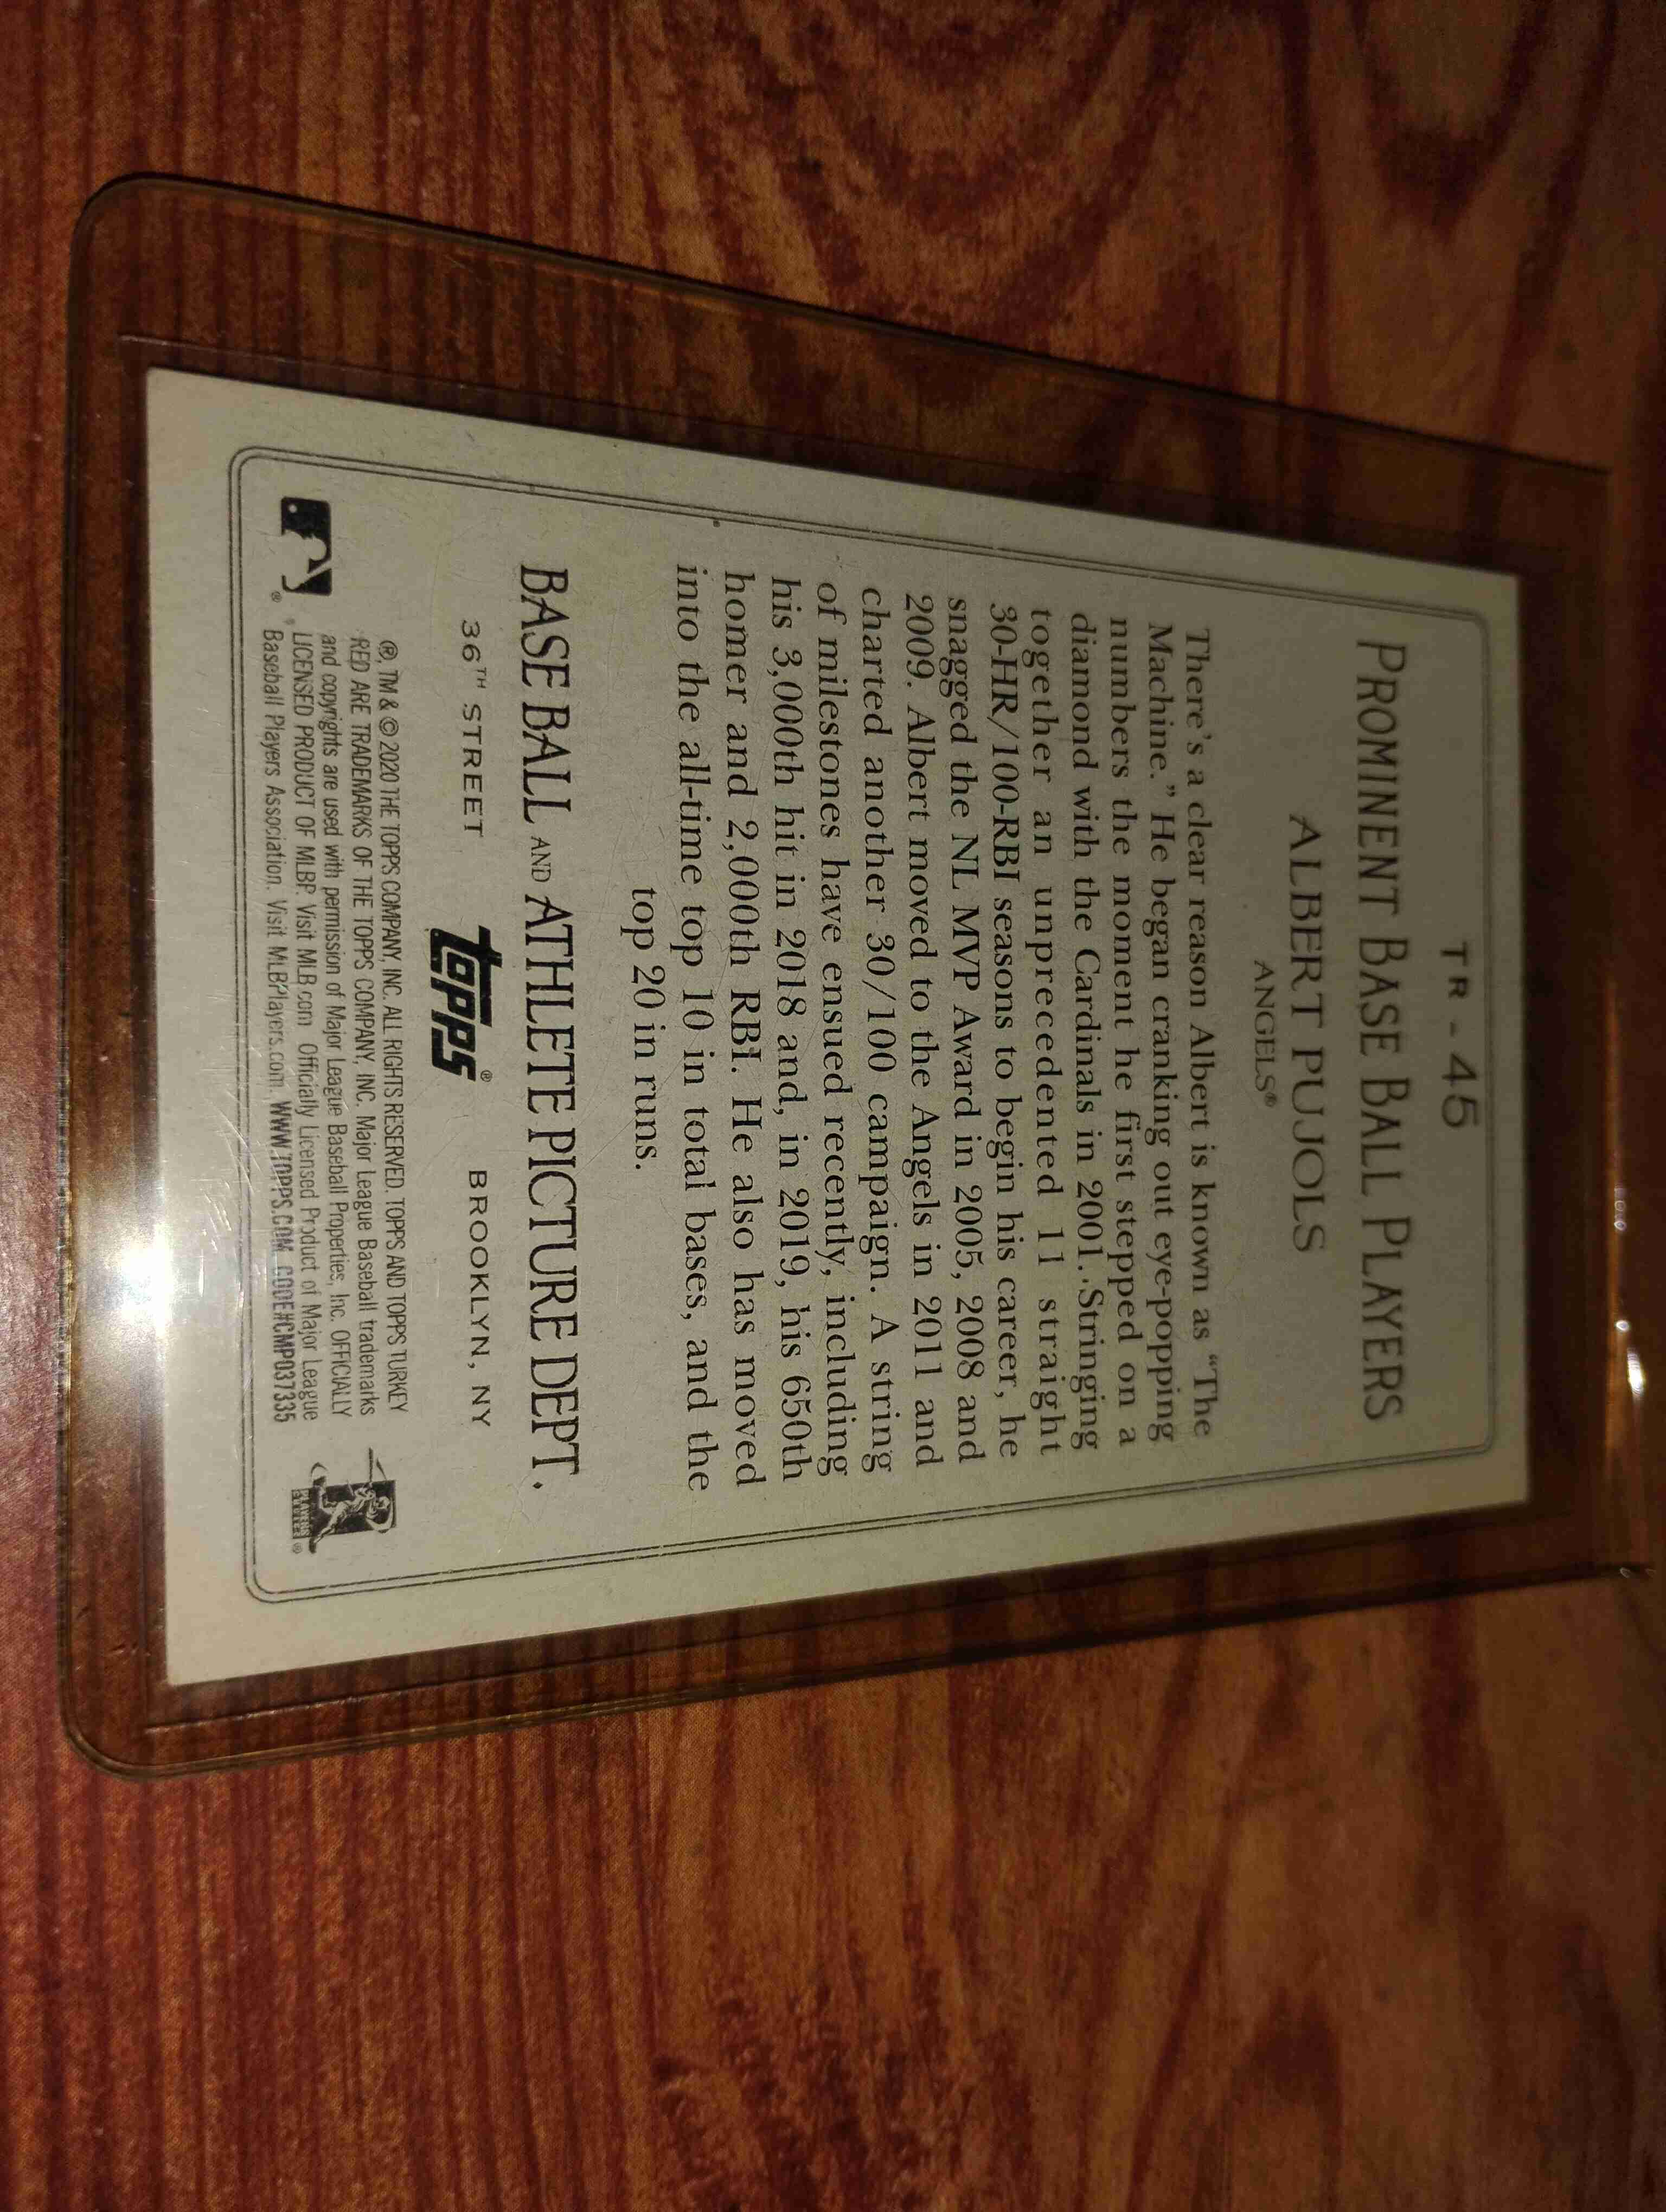 TR - 45
PROMINENT BASE BALL PLAYERS
ALBERT PUJOLS
ANGELS®
There's a clear reason Albert is known as "The
Machine." He began cranking out eye-popping
numbers the moment he first stepped on a
diamond with the Cardinals in 2001. Stringing
together an unprecedented 11 straight
30-HR/100-RBI seasons to begin his career, he
snagged the NL MVP Award in 2005, 2008 and
2009. Albert moved to the Angels in 2011 and
charted another 30/100 campaign. A string
of milestones have ensued recently, including
his 3,000th hit in 2018 and, in 2019, his 650th
homer and 2,000th RBI. He also has moved
into the all-time top 10 in total bases, and the
top 20 in runs.
BASE BALL AND ATHLETE PICTURE DEPT.
36TH STREET topps® BROOKLYN, NY
®, TM & © 2020 THE TOPPS COMPANY, INC. ALL RIGHTS RESERVED. TOPPS AND TOPPS TURKEY
RED ARE TRADEMARKS OF THE TOPPS COMPANY, INC. Major League Baseball trademarks
and copyrights are used with permission of Major League Baseball Properties, Inc. OFFICIALLY
LICENSED PRODUCT OF MLBP. Visit MLB.com Officially Licensed Product of Major League
Baseball Players Association. Visit MLBPlayers.com WWW.TOPPS.COM CODE#CMP037335
PLAYERS
CHOICE®